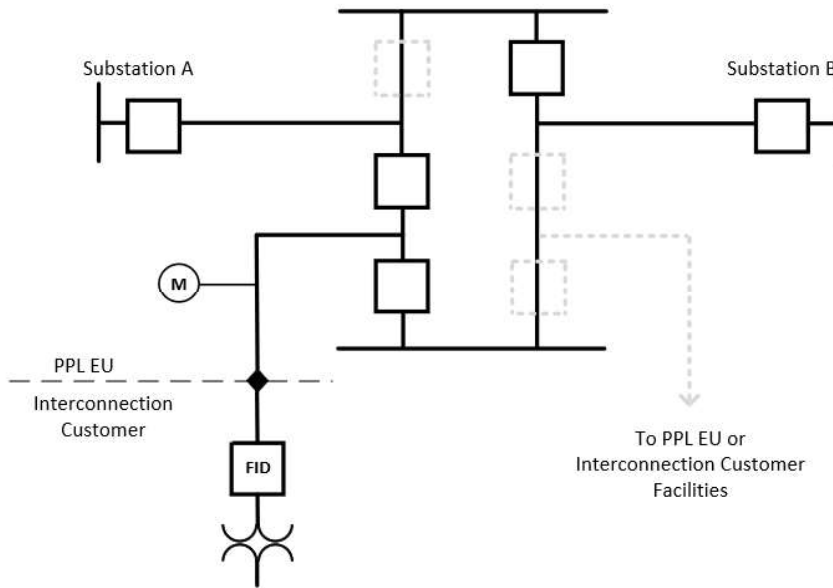 Substation A
Substation B
M
PPL EU
Interconnection
Customer
FID
To PPL EU or
Interconnection Customer
Facilities